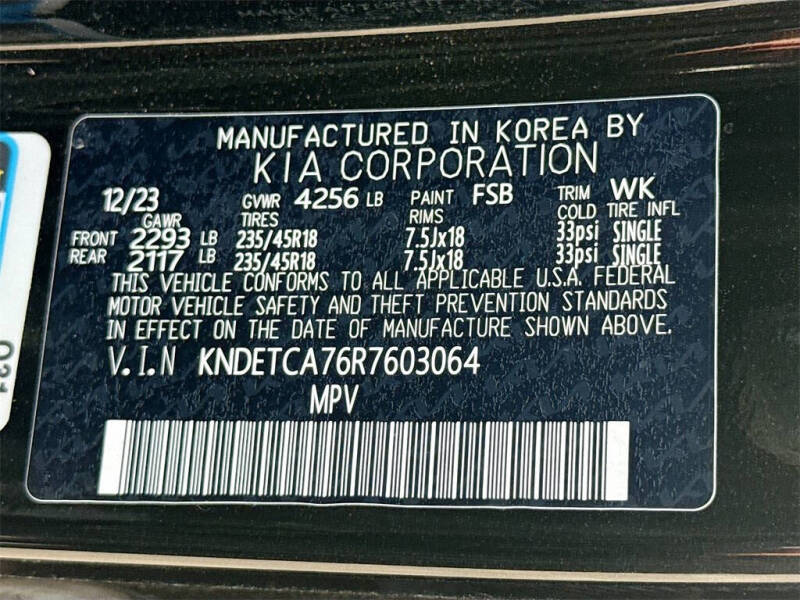 MANUFACTURED IN KOREA BY
KIA CORPORATION
12/23 GVWR 4256 LB PAINT FSB TRIM WK
GAWR TIRES RIMS COLD TIRE INFL
FRONT 2293 LB 235/45R18 7.5Jx18 33psi SINGLE
REAR 2117 LB 235/45R18 7.5Jx18 33psi SINGLE
THIS VEHICLE CONFORMS TO ALL APPLICABLE U.S.A. FEDERAL
MOTOR VEHICLE SAFETY AND THEFT PREVENTION STANDARDS
IN EFFECT ON THE DATE OF MANUFACTURE SHOWN ABOVE.
V.I.N KNDETCA76R7603064
MPV